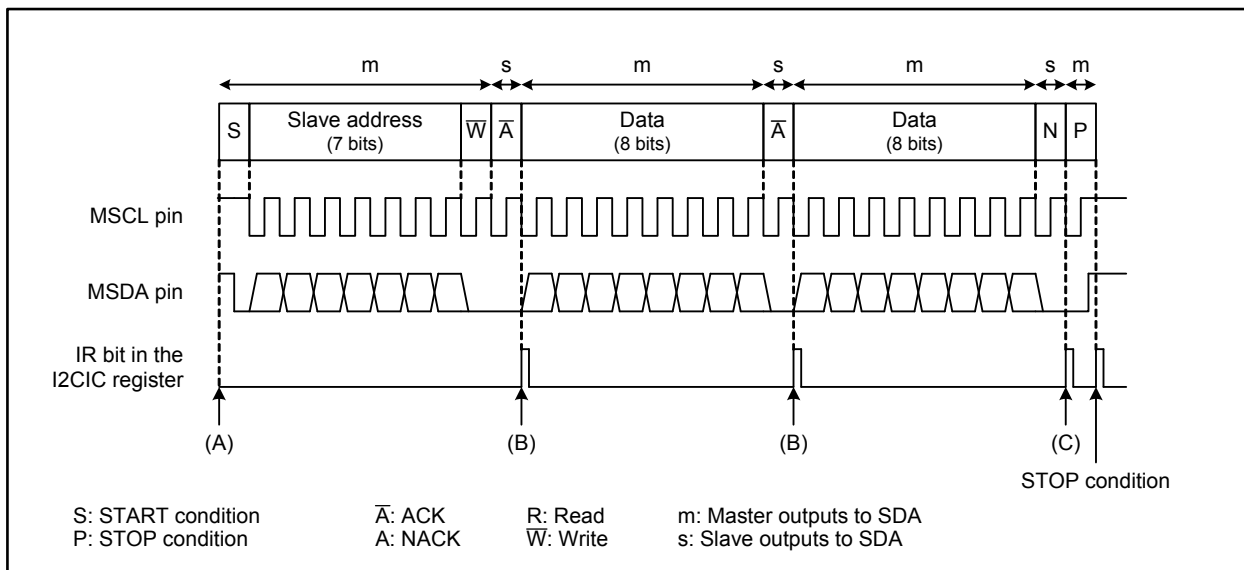 m s m s m s m
S Slave address (7 bits) W̅ A̅ Data (8 bits) A̅ Data (8 bits) N P
MSCL pin
MSDA pin
IR bit in the
I2CIC register
(A) (B) (B) (C)
STOP condition
S: START condition A̅: ACK R: Read m: Master outputs to SDA
P: STOP condition A: NACK W̅: Write s: Slave outputs to SDA